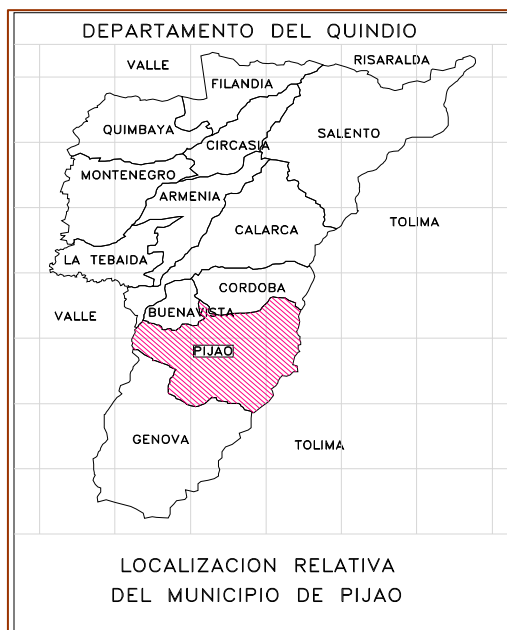 DEPARTAMENTO DEL QUINDIO
VALLE
RISARALDA
FILANDIA
QUIMBAYA
SALENTO
CIRCASIA
MONTENEGRO
ARMENIA
TOLIMA
CALARCA
LA TEBAIDA
CORDOBA
VALLE
BUENAVISTA
PIJAO
GENOVA
TOLIMA
LOCALIZACION RELATIVA
DEL MUNICIPIO DE PIJAO